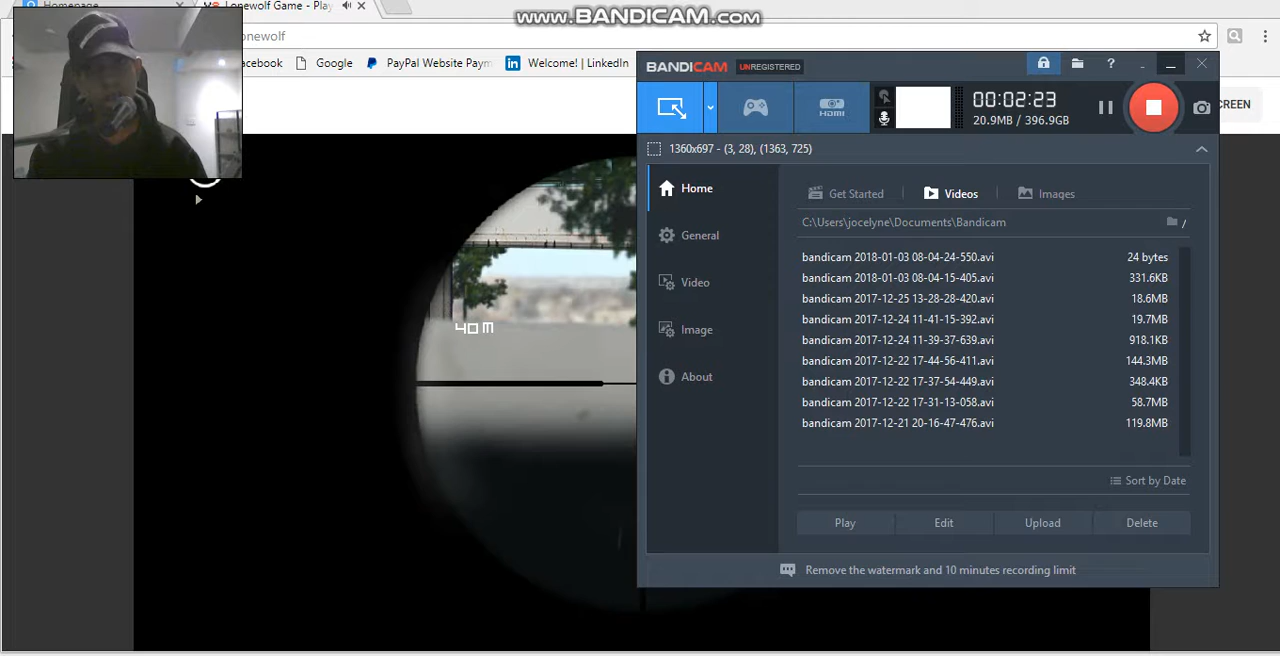 Homepage
Lonewolf Game - Play
www.BANDICAM.com
onewolf
acebook
Google
PayPal Website Paym
Welcome! | LinkedIn
BANDICAM UNREGISTERED
?
HDMI
00:02:23
20.9MB / 396.9GB
CREEN
1360x697 - (3, 28), (1363, 725)
Home
General
Video
Image
About
Get Started
Videos
Images
C:\Users\jocelyne\Documents\Bandicam
/
bandicam 2018-01-03 08-04-24-550.avi 24 bytes
bandicam 2018-01-03 08-04-15-405.avi 331.6KB
bandicam 2017-12-25 13-28-28-420.avi 18.6MB
bandicam 2017-12-24 11-41-15-392.avi 19.7MB
bandicam 2017-12-24 11-39-37-639.avi 918.1KB
bandicam 2017-12-22 17-44-56-411.avi 144.3MB
bandicam 2017-12-22 17-37-54-449.avi 348.4KB
bandicam 2017-12-22 17-31-13-058.avi 58.7MB
bandicam 2017-12-21 20-16-47-476.avi 119.8MB
Sort by Date
Play
Edit
Upload
Delete
Remove the watermark and 10 minutes recording limit
40 m